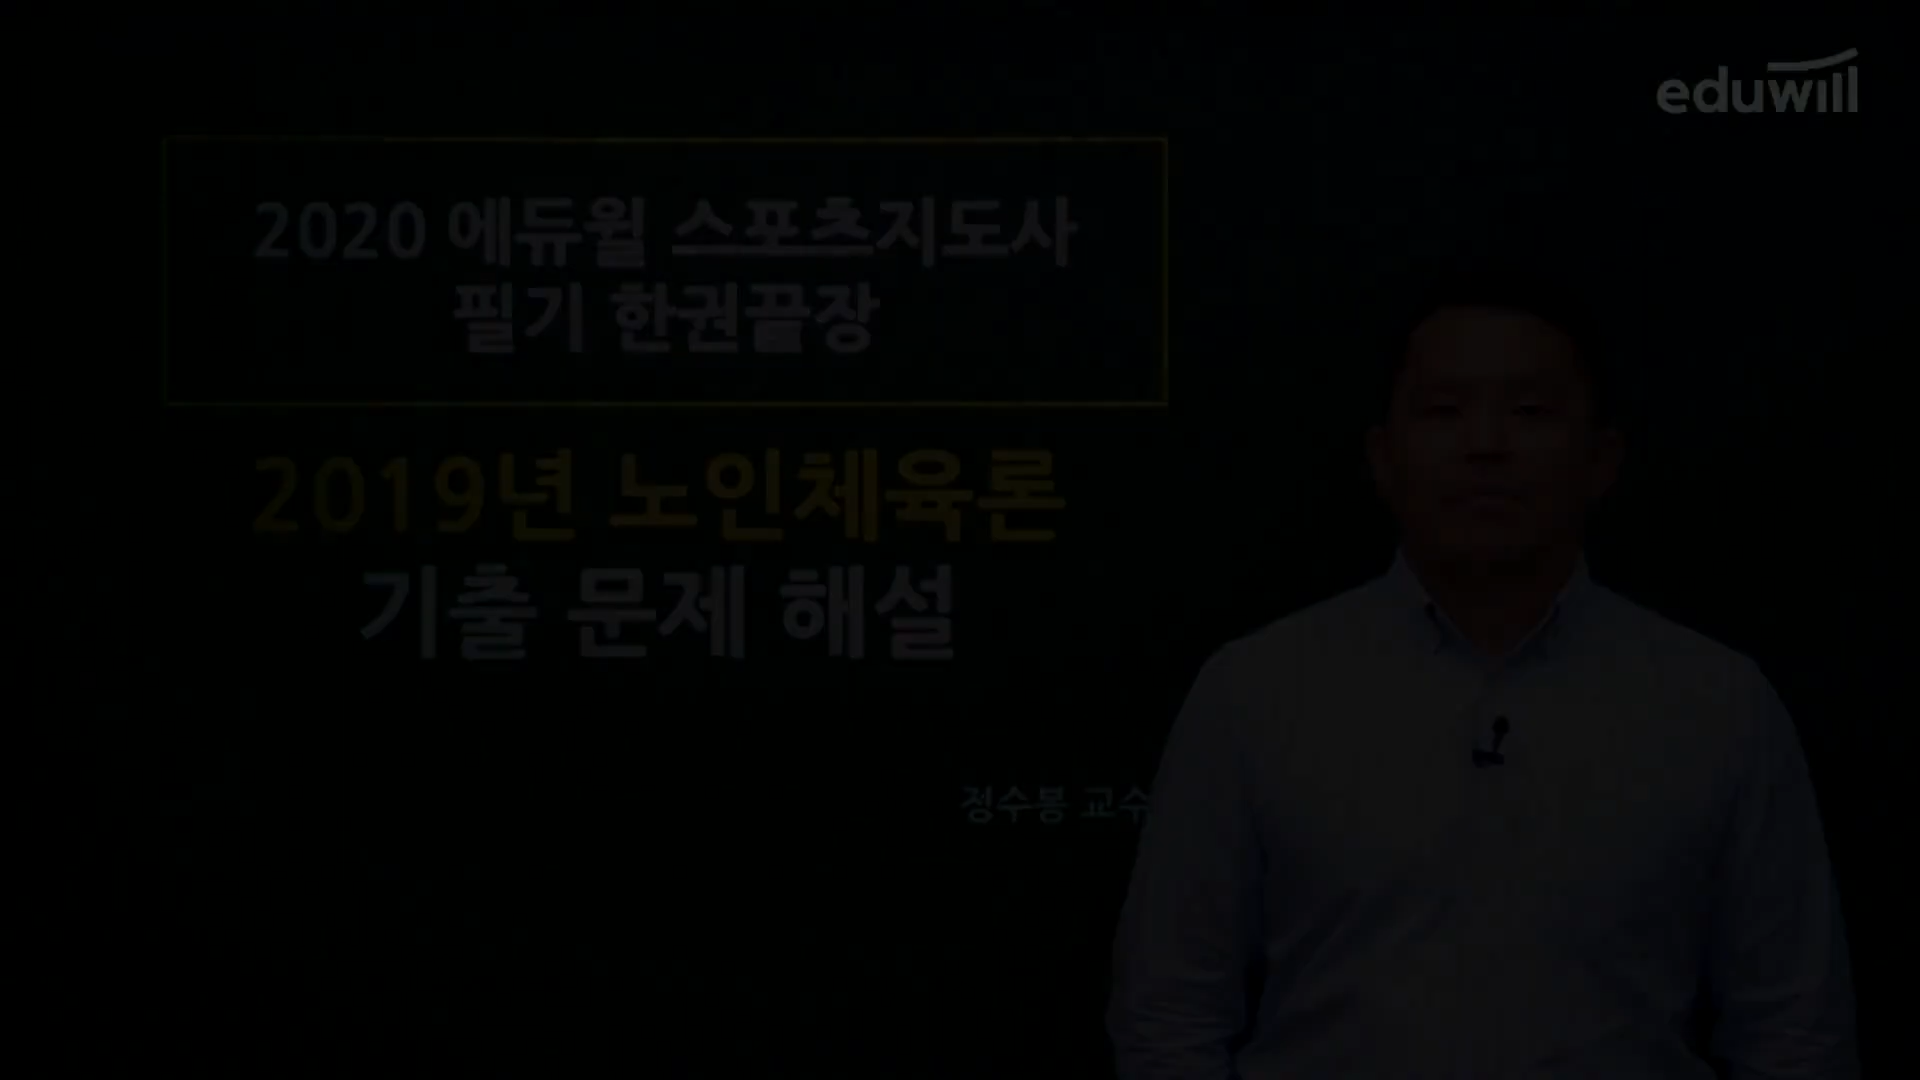 eduwill
2020 에듀윌 스포츠지도사
필기 한권끝장
2019년 노인체육론
기출 문제 해설
정수봉 교수